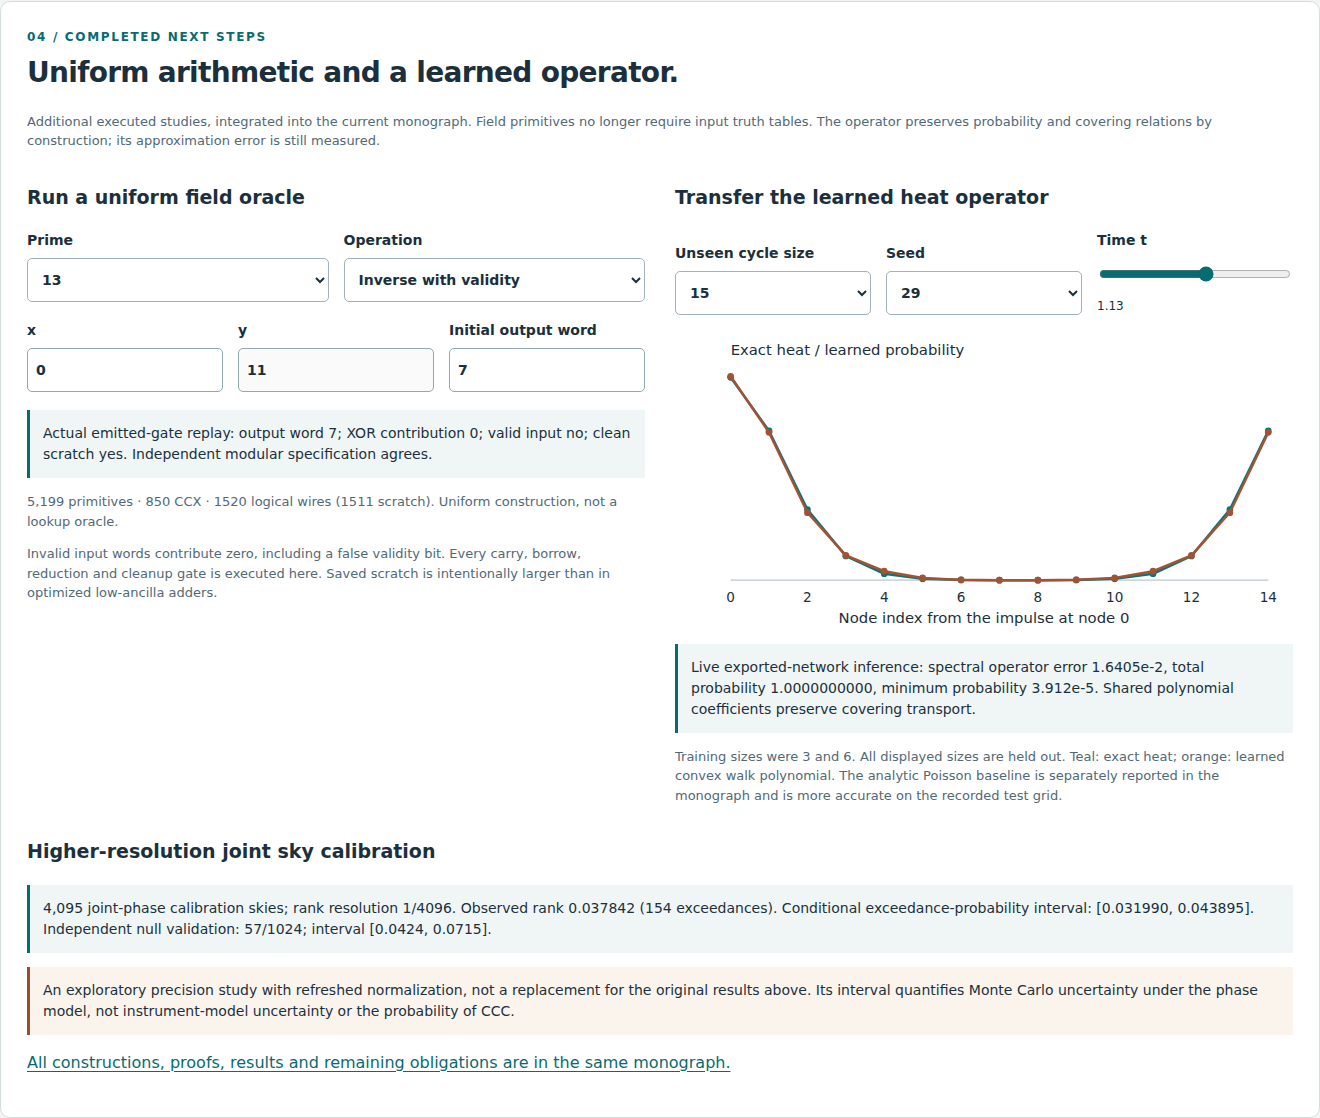 04 / COMPLETED NEXT STEPS
Uniform arithmetic and a learned operator.
Additional executed studies, integrated into the current monograph. Field primitives no longer require input truth tables. The operator preserves probability and covering relations by
construction; its approximation error is still measured.
Run a uniform field oracle
Prime
Operation
13
Inverse with validity
x
y
Initial output word
0
11
7
Actual emitted-gate replay: output word 7; XOR contribution 0; valid input no; clean
scratch yes. Independent modular specification agrees.
5,199 primitives · 850 CCX · 1520 logical wires (1511 scratch). Uniform construction, not a
lookup oracle.
Invalid input words contribute zero, including a false validity bit. Every carry, borrow,
reduction and cleanup gate is executed here. Saved scratch is intentionally larger than in
optimized low-ancilla adders.
Transfer the learned heat operator
Unseen cycle size
Seed
Time t
15
29
1.13
Exact heat / learned probability
0 2 4 6 8 10 12 14
Node index from the impulse at node 0
Live exported-network inference: spectral operator error 1.6405e-2, total
probability 1.0000000000, minimum probability 3.912e-5. Shared polynomial
coefficients preserve covering transport.
Training sizes were 3 and 6. All displayed sizes are held out. Teal: exact heat; orange: learned
convex walk polynomial. The analytic Poisson baseline is separately reported in the
monograph and is more accurate on the recorded test grid.
Higher-resolution joint sky calibration
4,095 joint-phase calibration skies; rank resolution 1/4096. Observed rank 0.037842 (154 exceedances). Conditional exceedance-probability interval: [0.031990, 0.043895].
Independent null validation: 57/1024; interval [0.0424, 0.0715].
An exploratory precision study with refreshed normalization, not a replacement for the original results above. Its interval quantifies Monte Carlo uncertainty under the phase
model, not instrument-model uncertainty or the probability of CCC.
All constructions, proofs, results and remaining obligations are in the same monograph.